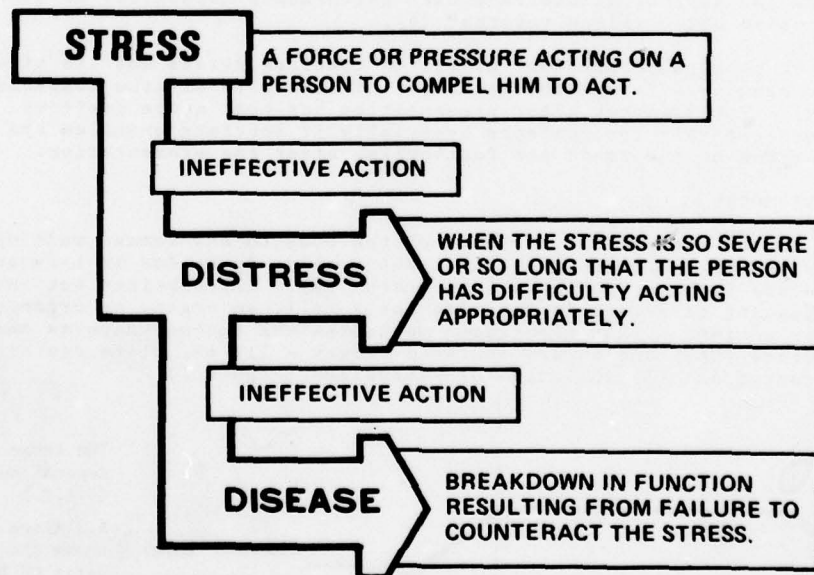 STRESS
A FORCE OR PRESSURE ACTING ON A
PERSON TO COMPEL HIM TO ACT.
INEFFECTIVE ACTION
DISTRESS
WHEN THE STRESS IS SO SEVERE
OR SO LONG THAT THE PERSON
HAS DIFFICULTY ACTING
APPROPRIATELY.
INEFFECTIVE ACTION
DISEASE
BREAKDOWN IN FUNCTION
RESULTING FROM FAILURE TO
COUNTERACT THE STRESS.